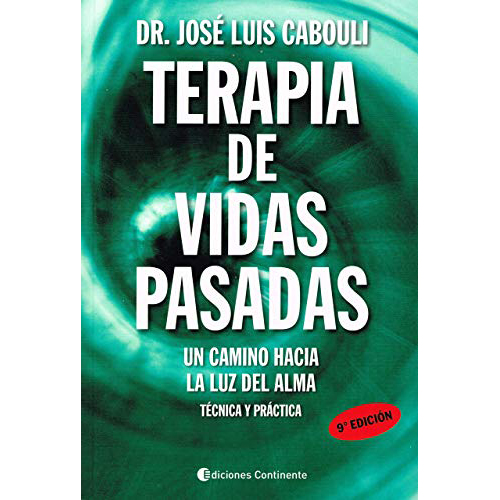 DR. JOSÉ LUIS CABOULI
TERAPIA
DE
VIDAS
PASADAS
UN CAMINO HACIA
LA LUZ DEL ALMA
TÉCNICA Y PRÁCTICA
9° EDICIÓN
Ediciones Continente